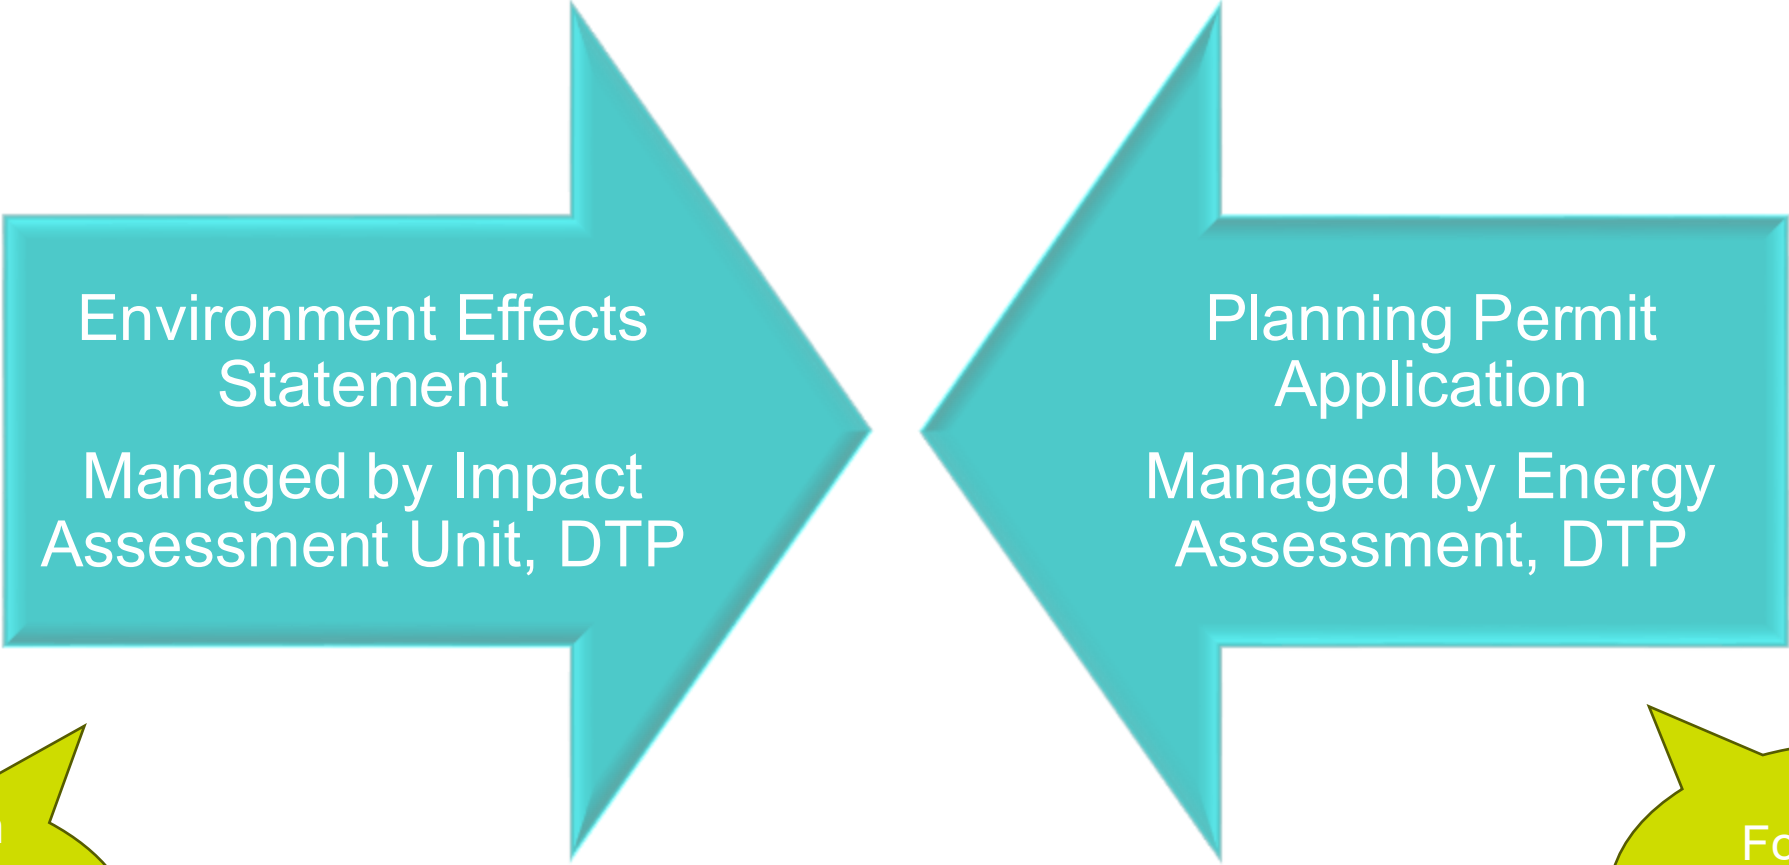 Environment Effects
Statement
Managed by Impact
Assessment Unit, DTP
Planning Permit
Application
Managed by Energy
Assessment, DTP